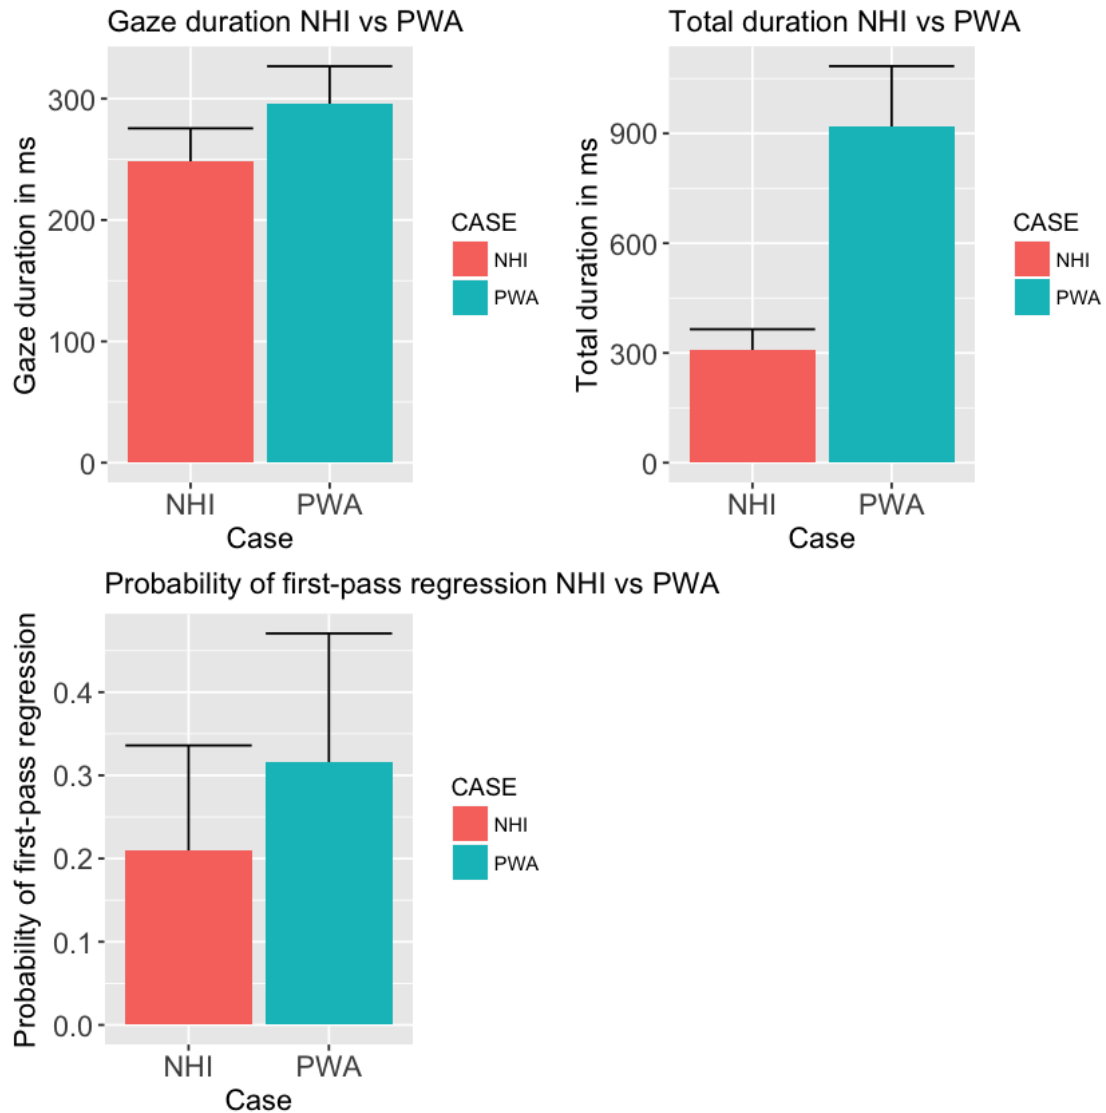 Gaze duration NHI vs PWA
Gaze duration in ms
300
200
100
0
NHI PWA
Case
CASE
NHI
PWA
Total duration NHI vs PWA
Total duration in ms
900
600
300
0
NHI PWA
Case
CASE
NHI
PWA
Probability of first-pass regression NHI vs PWA
Probability of first-pass regression
0.4
0.3
0.2
0.1
0.0
NHI PWA
Case
CASE
NHI
PWA